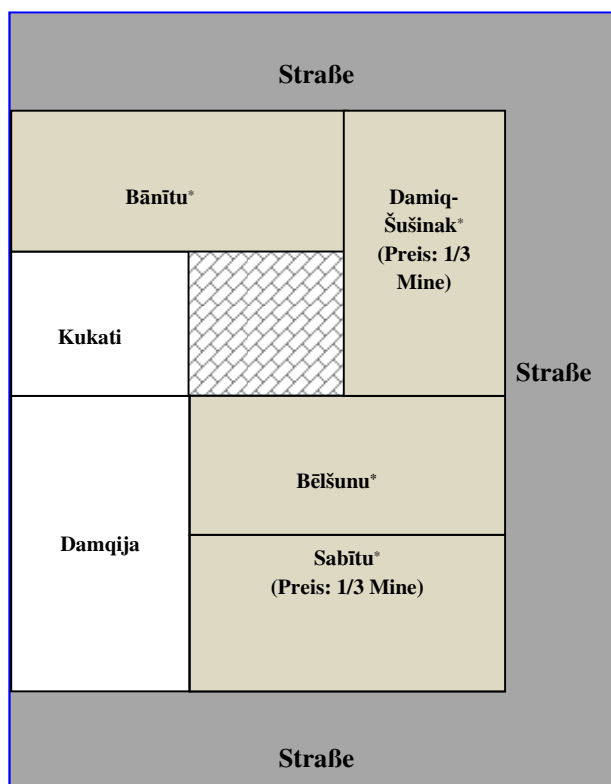 Straße
Bānītu*
Damiq-
Šušinak*
(Preis: 1/3
Mine)
Kukati
Straße
Bēlšunu*
Damqija
Sabītu*
(Preis: 1/3 Mine)
Straße